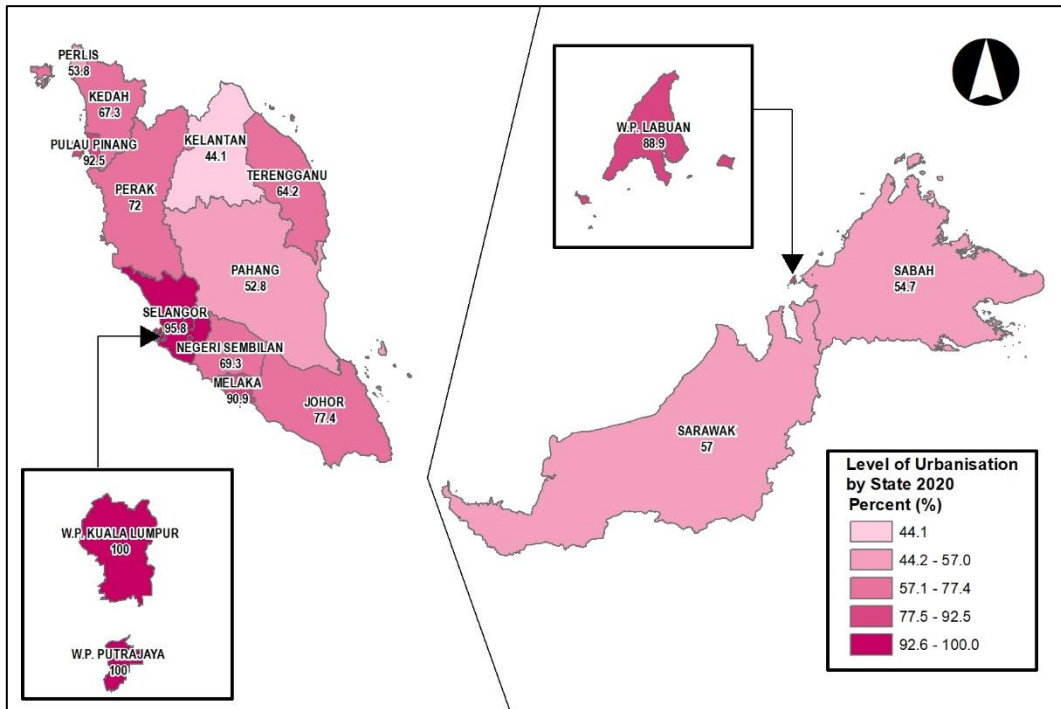 PERLIS
53.8
KEDAH
67.3
PULAU PINANG
92.5
PERAK
72
KELANTAN
44.1
TERENGGANU
64.2
PAHANG
52.8
SELANGOR
95.8
NEGERI SEMBILAN
69.3
MELAKA
90.9
JOHOR
77.4
W.P. KUALA LUMPUR
100
W.P. PUTRAJAYA
100
W.P. LABUAN
88.9
SABAH
54.7
SARAWAK
57
Level of Urbanisation
by State 2020
Percent (%)
44.1
44.2 - 57.0
57.1 - 77.4
77.5 - 92.5
92.6 - 100.0